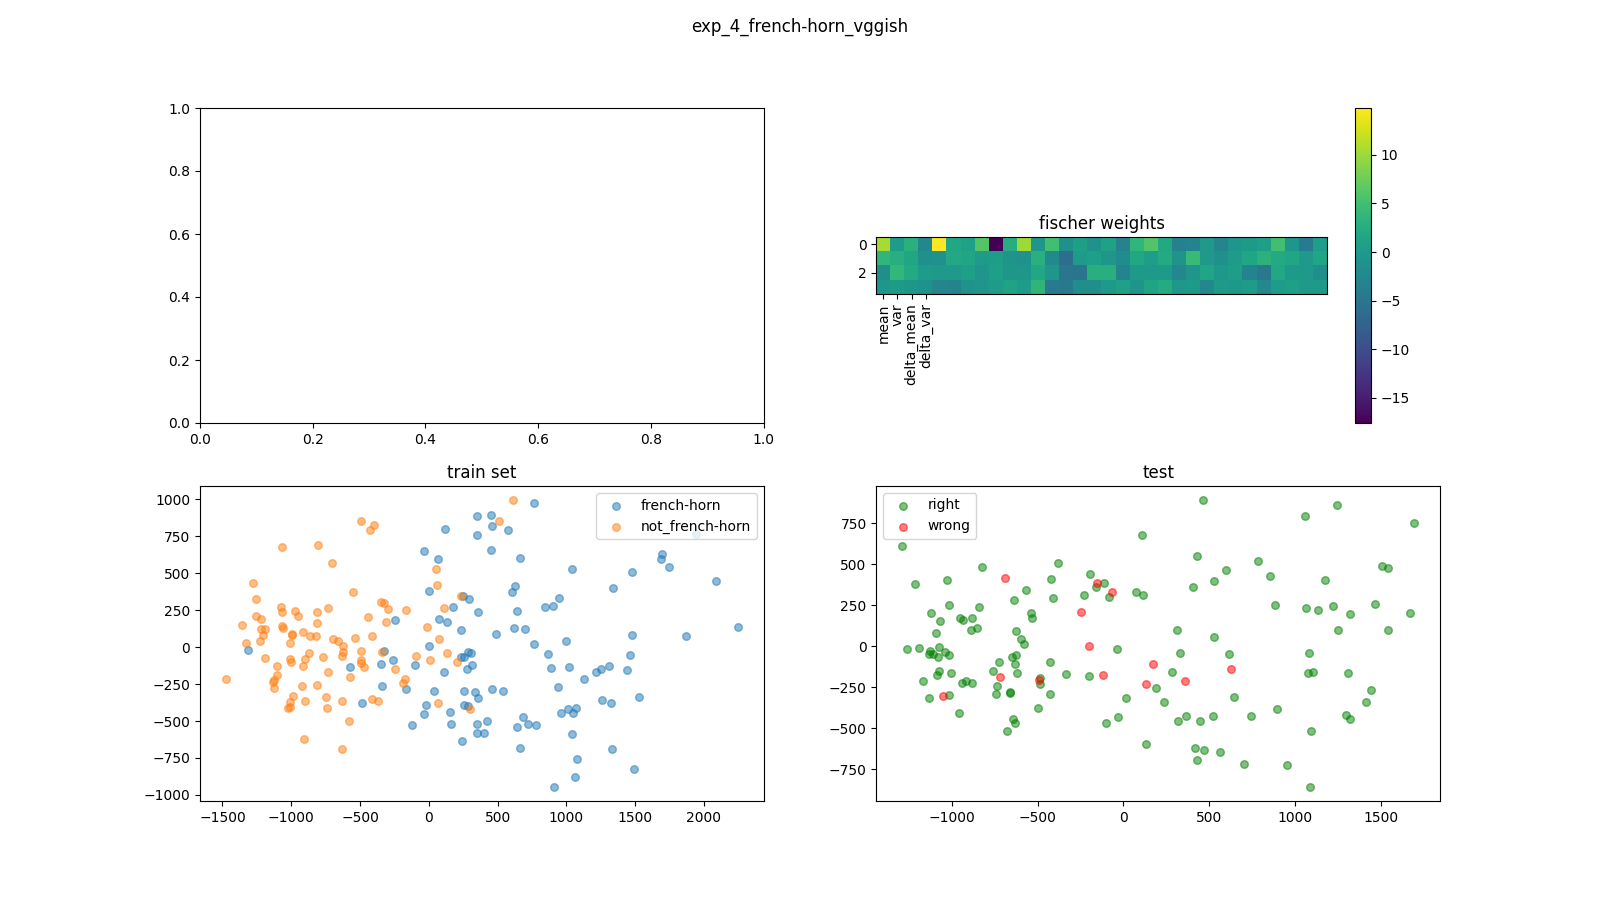 exp_4_french-horn_vggish
1.0
0.8
0.6
0.4
0.2
0.0
0.0 0.2 0.4 0.6 0.8 1.0
fischer weights
0
2
mean
var
delta_mean
delta_var
10
5
0
−5
−10
−15
train set
french-horn
not_french-horn
1000
750
500
250
0
−250
−500
−750
−1000
−1500 −1000 −500 0 500 1000 1500 2000
test
right
wrong
750
500
250
0
−250
−500
−750
−1000 −500 0 500 1000 1500